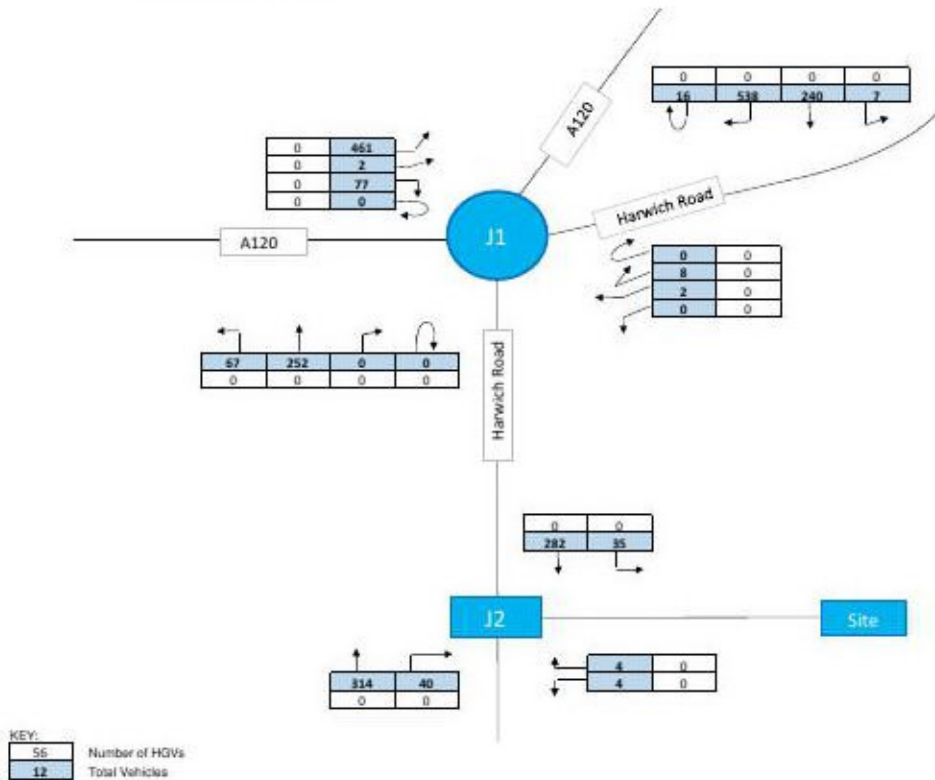 0 0 0 0
16 538 240 7
A120
0 461
0 2
0 77
0 0
J1
Harwich Road
A120
0 0
8 0
2 0
0 0
67 252 0 0
0 0 0 0
Harwich Road
0 0
282 35
J2
Site
314 40
0 0
4 0
4 0
KEY:
56 Number of HGVs
12 Total Vehicles